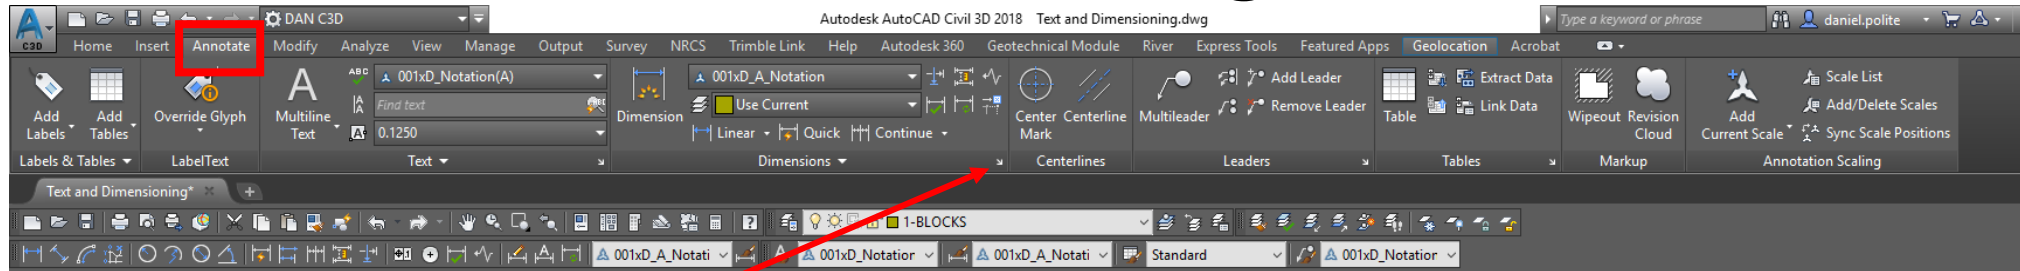 DAN C3D
Autodesk AutoCAD Civil 3D 2018 Text and Dimensioning.dwg
Type a keyword or phrase
daniel.polite
C3D
Home Insert Annotate Modify Analyze View Manage Output Survey NRCS Trimble Link Help Autodesk 360 Geotechnical Module River Express Tools Featured Apps Geolocation Acrobat
ABC 001xD_Notation(A) 001xD_A_Notation Add Leader Extract Data Scale List
Find text Use Current Remove Leader Link Data Add/Delete Scales
Add Labels
Add Tables
Override Glyph
Multiline Text
0.1250
Dimension
Linear Quick Continue
Center Mark
Centerline
Multileader
Table
Wipeout
Revision Cloud
Add Current Scale
Sync Scale Positions
Labels & Tables LabelText Text Dimensions Centerlines Leaders Tables Markup Annotation Scaling
Text and Dimensioning*
1-BLOCKS
001xD_A_Notati 001xD_Notatior 001xD_A_Notati Standard 001xD_Notatior